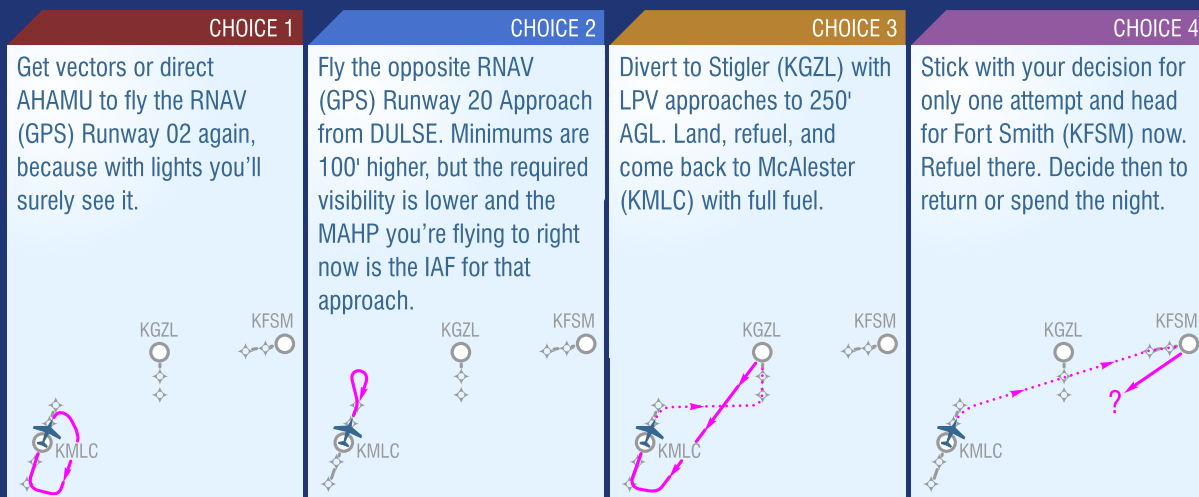 CHOICE 1
Get vectors or direct
AHAMU to fly the RNAV
(GPS) Runway 02 again,
because with lights you’ll
surely see it.
KGZL
KFSM
KMLC
CHOICE 2
Fly the opposite RNAV
(GPS) Runway 20 Approach
from DULSE. Minimums are
100' higher, but the required
visibility is lower and the
MAHP you’re flying to right
now is the IAF for that
approach.
KGZL
KFSM
KMLC
CHOICE 3
Divert to Stigler (KGZL) with
LPV approaches to 250'
AGL. Land, refuel, and
come back to McAlester
(KMLC) with full fuel.
KGZL
KFSM
KMLC
CHOICE 4
Stick with your decision for
only one attempt and head
for Fort Smith (KFSM) now.
Refuel there. Decide then to
return or spend the night.
KGZL
KFSM
?
KMLC